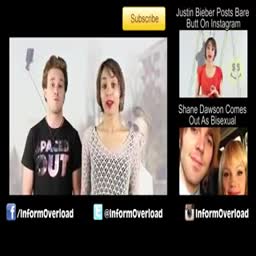 Subscribe
Justin Bieber Posts Bare
Butt On Instagram
$$
SPACED
OUT
Shane Dawson Comes
Out As Bisexual
f /InformOverload
@InformOverload
/InformOverload